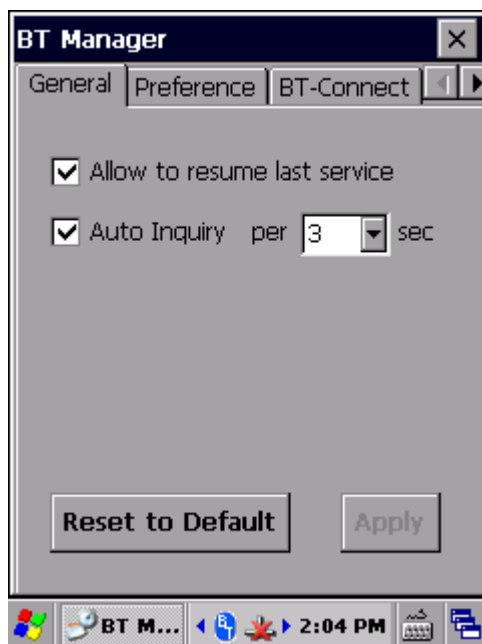 BT Manager
General Preference BT-Connect
Allow to resume last service
Auto Inquiry per 3 sec
Reset to Default Apply
BT M... 2:04 PM